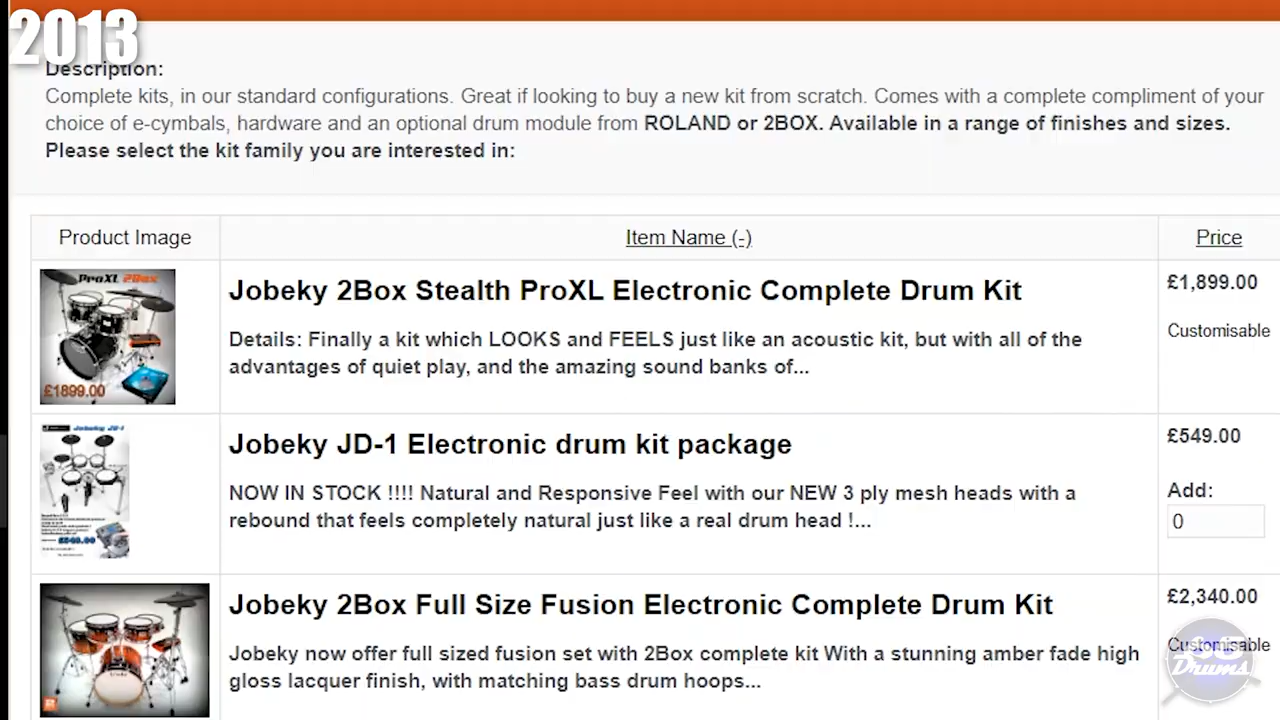 2013
Description:
Complete kits, in our standard configurations. Great if looking to buy a new kit from scratch. Comes with a complete compliment of your
choice of e-cymbals, hardware and an optional drum module from ROLAND or 2BOX. Available in a range of finishes and sizes.
Please select the kit family you are interested in:
Product Image Item Name (-) Price
ProXL 2Box
£1899.00
Jobeky 2Box Stealth ProXL Electronic Complete Drum Kit
£1,899.00
Details: Finally a kit which LOOKS and FEELS just like an acoustic kit, but with all of the
advantages of quiet play, and the amazing sound banks of...
Customisable
Jobeky JD-1
£549.00
Jobeky JD-1 Electronic drum kit package
£549.00
NOW IN STOCK !!!! Natural and Responsive Feel with our NEW 3 ply mesh heads with a
rebound that feels completely natural just like a real drum head !...
Add:
0
Jobeky 2Box Full Size Fusion Electronic Complete Drum Kit
£2,340.00
Jobeky now offer full sized fusion set with 2Box complete kit With a stunning amber fade high
gloss lacquer finish, with matching bass drum hoops...
Customisable
Drums